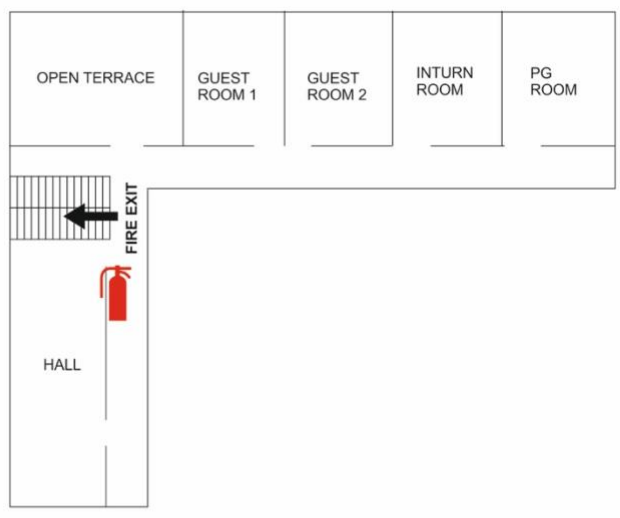 OPEN TERRACE
GUEST
ROOM 1
GUEST
ROOM 2
INTURN
ROOM
PG
ROOM
FIRE EXIT
HALL